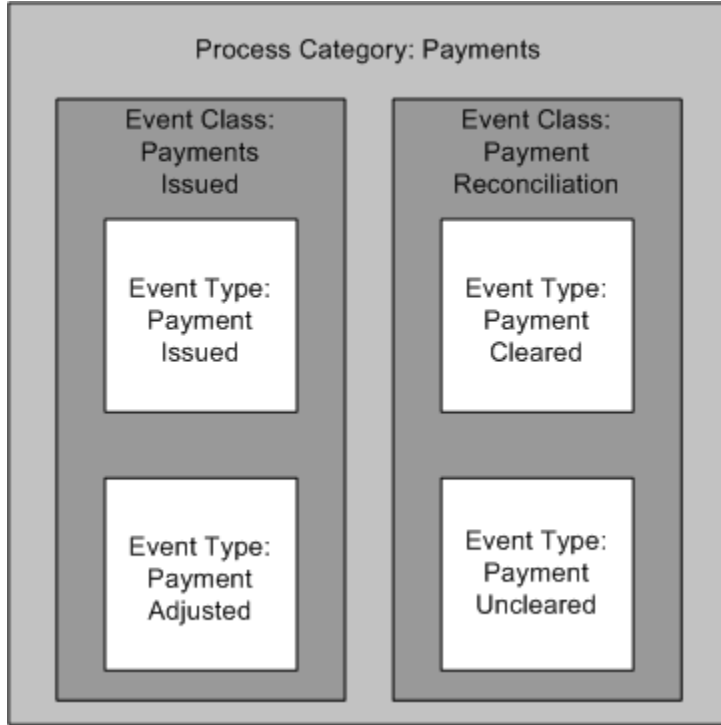 Process Category: Payments
Event Class:
Payments
Issued
Event Type:
Payment
Issued
Event Type:
Payment
Adjusted
Event Class:
Payment
Reconciliation
Event Type:
Payment
Cleared
Event Type:
Payment
Uncleared